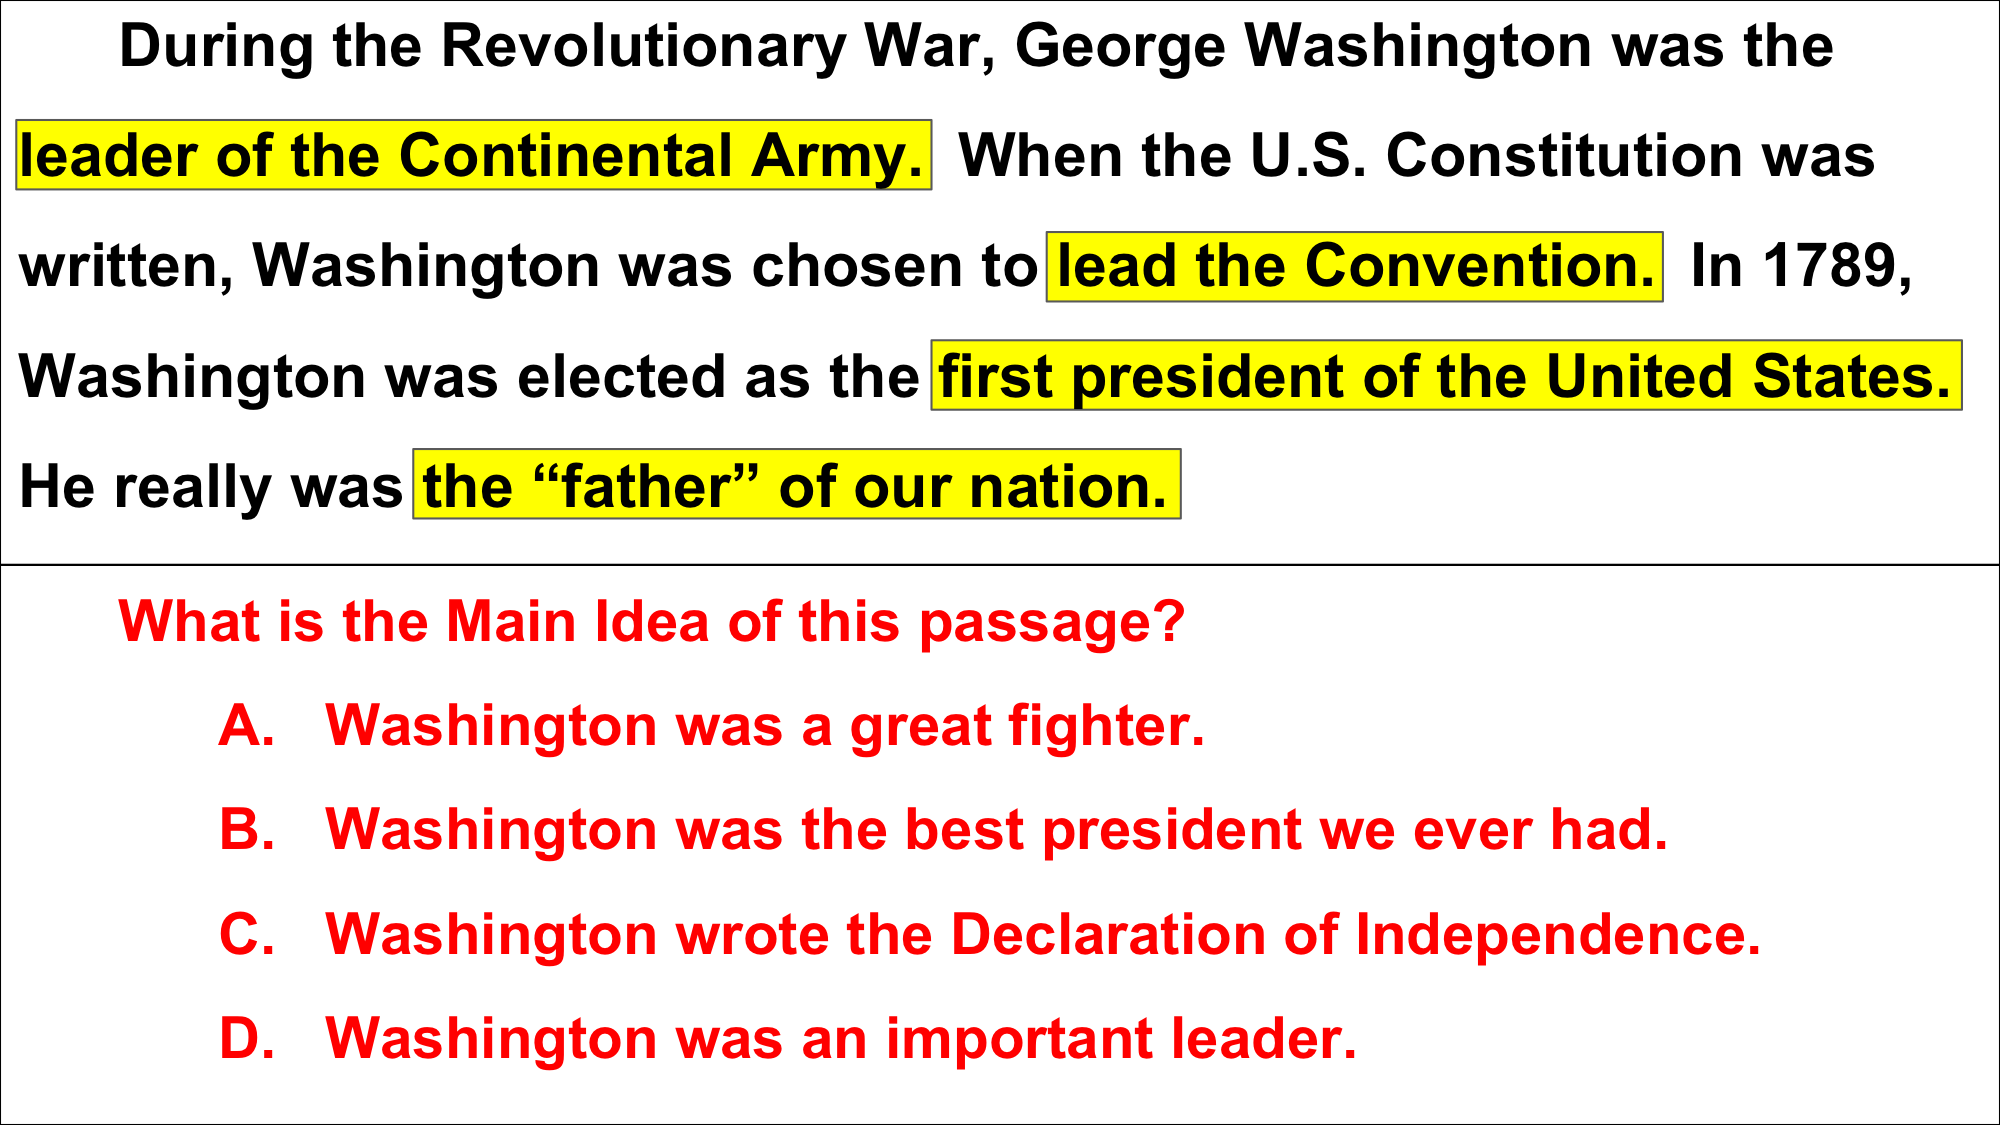 During the Revolutionary War, George Washington was the
leader of the Continental Army. When the U.S. Constitution was
written, Washington was chosen to lead the Convention. In 1789,
Washington was elected as the first president of the United States.
He really was the “father” of our nation.
What is the Main Idea of this passage?
A. Washington was a great fighter.
B. Washington was the best president we ever had.
C. Washington wrote the Declaration of Independence.
D. Washington was an important leader.